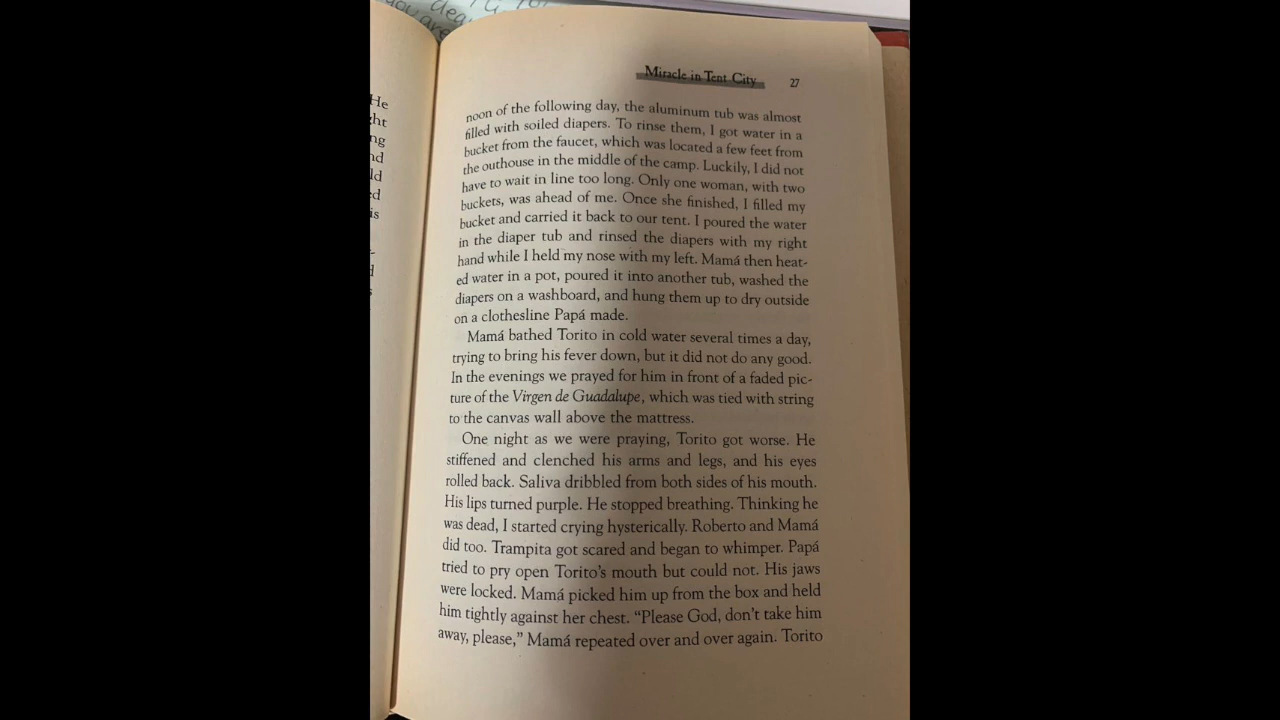 dea
you are
He
ght
ng
nd
ld
ed
is
-
d
s
Miracle in Tent City 27
noon of the following day, the aluminum tub was almost
filled with soiled diapers. To rinse them, I got water in a
bucket from the faucet, which was located a few feet from
the outhouse in the middle of the camp. Luckily, I did not
have to wait in line too long. Only one woman, with two
buckets, was ahead of me. Once she finished, I filled my
bucket and carried it back to our tent. I poured the water
in the diaper tub and rinsed the diapers with my right
hand while I held my nose with my left. Mamá then heat-
ed water in a pot, poured it into another tub, washed the
diapers on a washboard, and hung them up to dry outside
on a clothesline Papá made.
Mamá bathed Torito in cold water several times a day,
trying to bring his fever down, but it did not do any good.
In the evenings we prayed for him in front of a faded pic-
ture of the Virgen de Guadalupe, which was tied with string
to the canvas wall above the mattress.
One night as we were praying, Torito got worse. He
stiffened and clenched his arms and legs, and his eyes
rolled back. Saliva dribbled from both sides of his mouth.
His lips turned purple. He stopped breathing. Thinking he
was dead, I started crying hysterically. Roberto and Mamá
did too. Trampita got scared and began to whimper. Papá
tried to pry open Torito's mouth but could not. His jaws
were locked. Mamá picked him up from the box and held
him tightly against her chest. “Please God, don't take him
away, please,” Mamá repeated over and over again. Torito